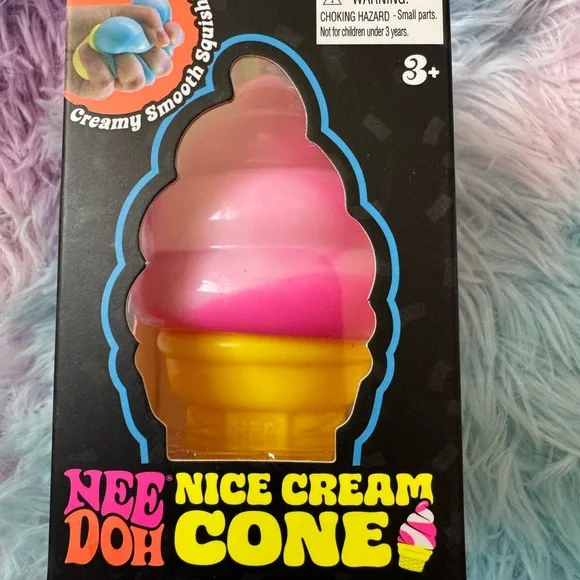 WARNING:
CHOKING HAZARD - Small parts.
Not for children under 3 years.
Creamy Smooth Squish
3+
NEE
DOH
NICE CREAM
CONE